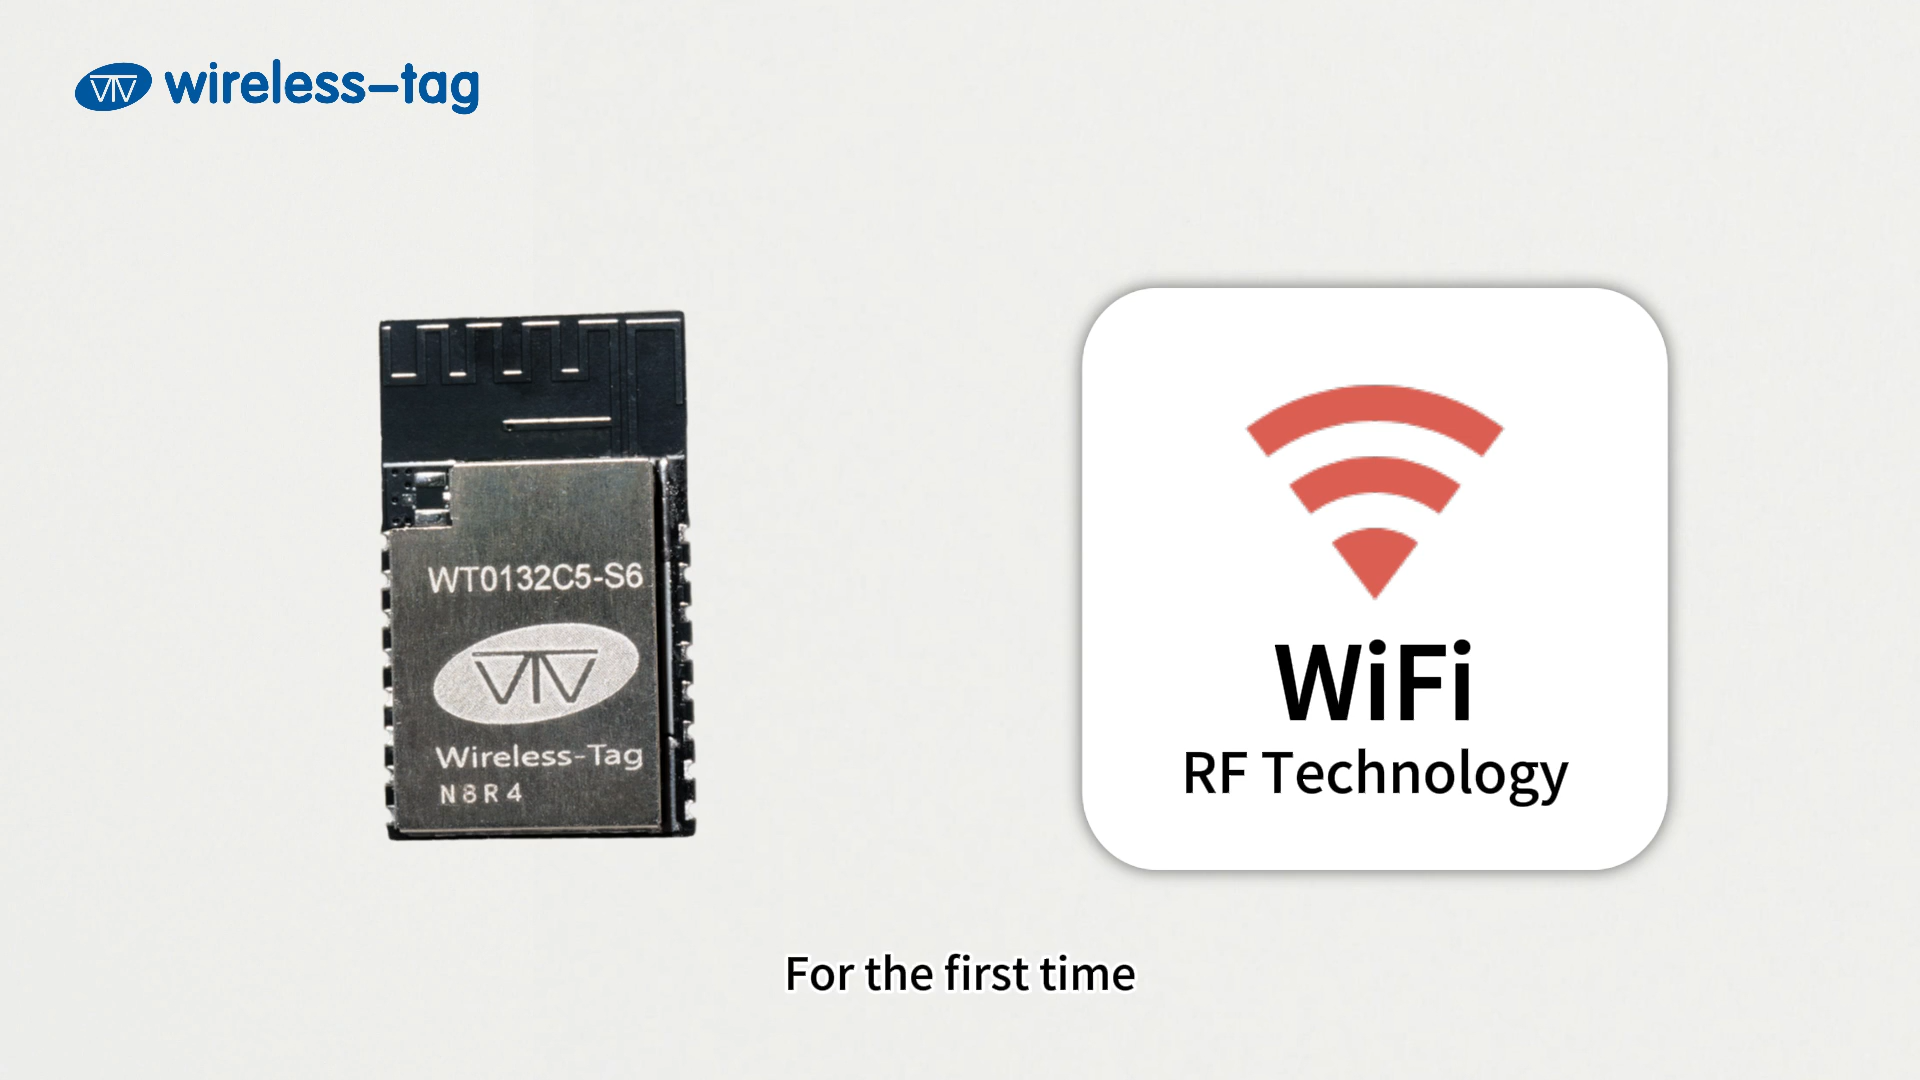 wireless-tag
WT0132C5-S6
Wireless-Tag
N8R4
WiFi
RF Technology
For the first time